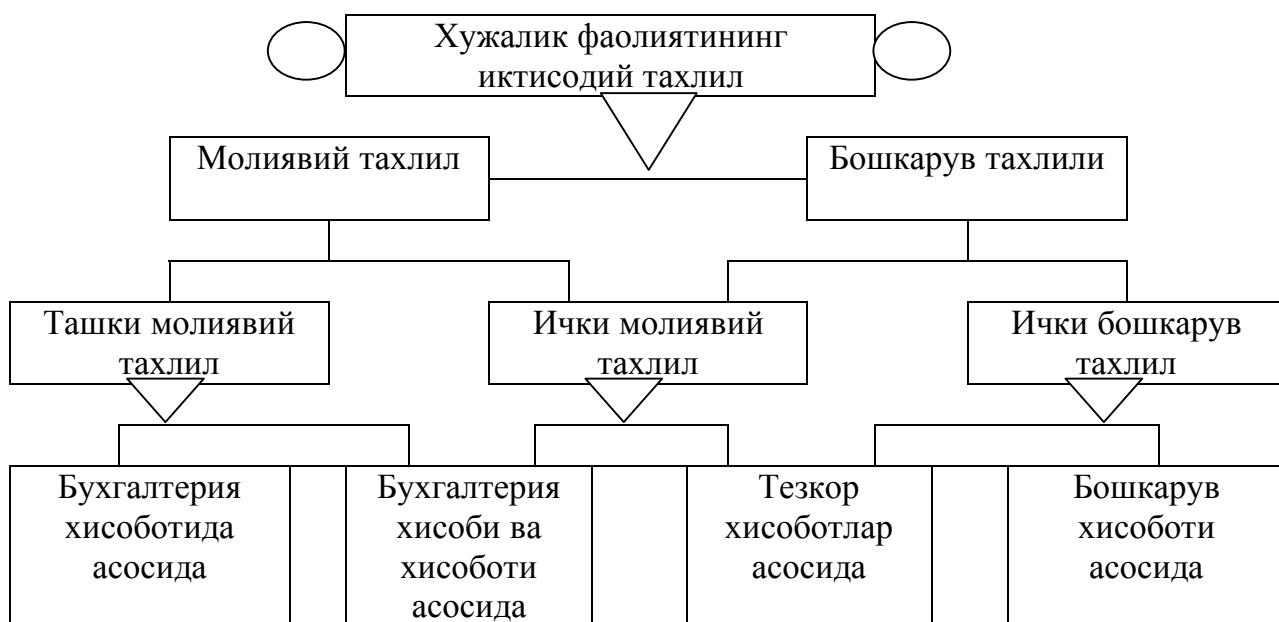 Хужалик фаолиятининг
иктисодий тахлил
Молиявий тахлил
Бошкарув тахлили
Ташки молиявий
тахлил
Ички молиявий
тахлил
Ички бошкарув
тахлил
Бухгалтерия
хисоботида
асосида
Бухгалтерия
хисоби ва
хисоботи
асосида
Тезкор
хисоботлар
асосида
Бошкарув
хисоботи
асосида